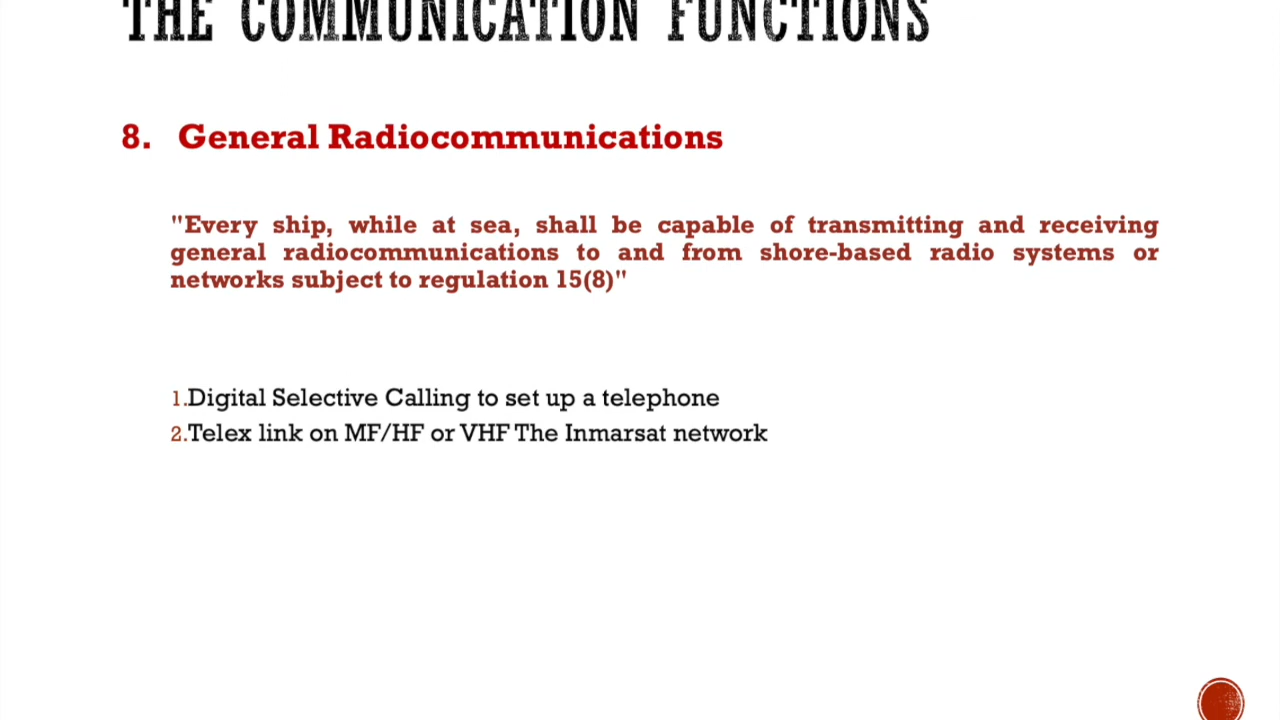 THE COMMUNICATION FUNCTIONS
8. General Radiocommunications
"Every ship, while at sea, shall be capable of transmitting and receiving
general radiocommunications to and from shore-based radio systems or
networks subject to regulation 15(8)"
1.Digital Selective Calling to set up a telephone
2.Telex link on MF/HF or VHF The Inmarsat network